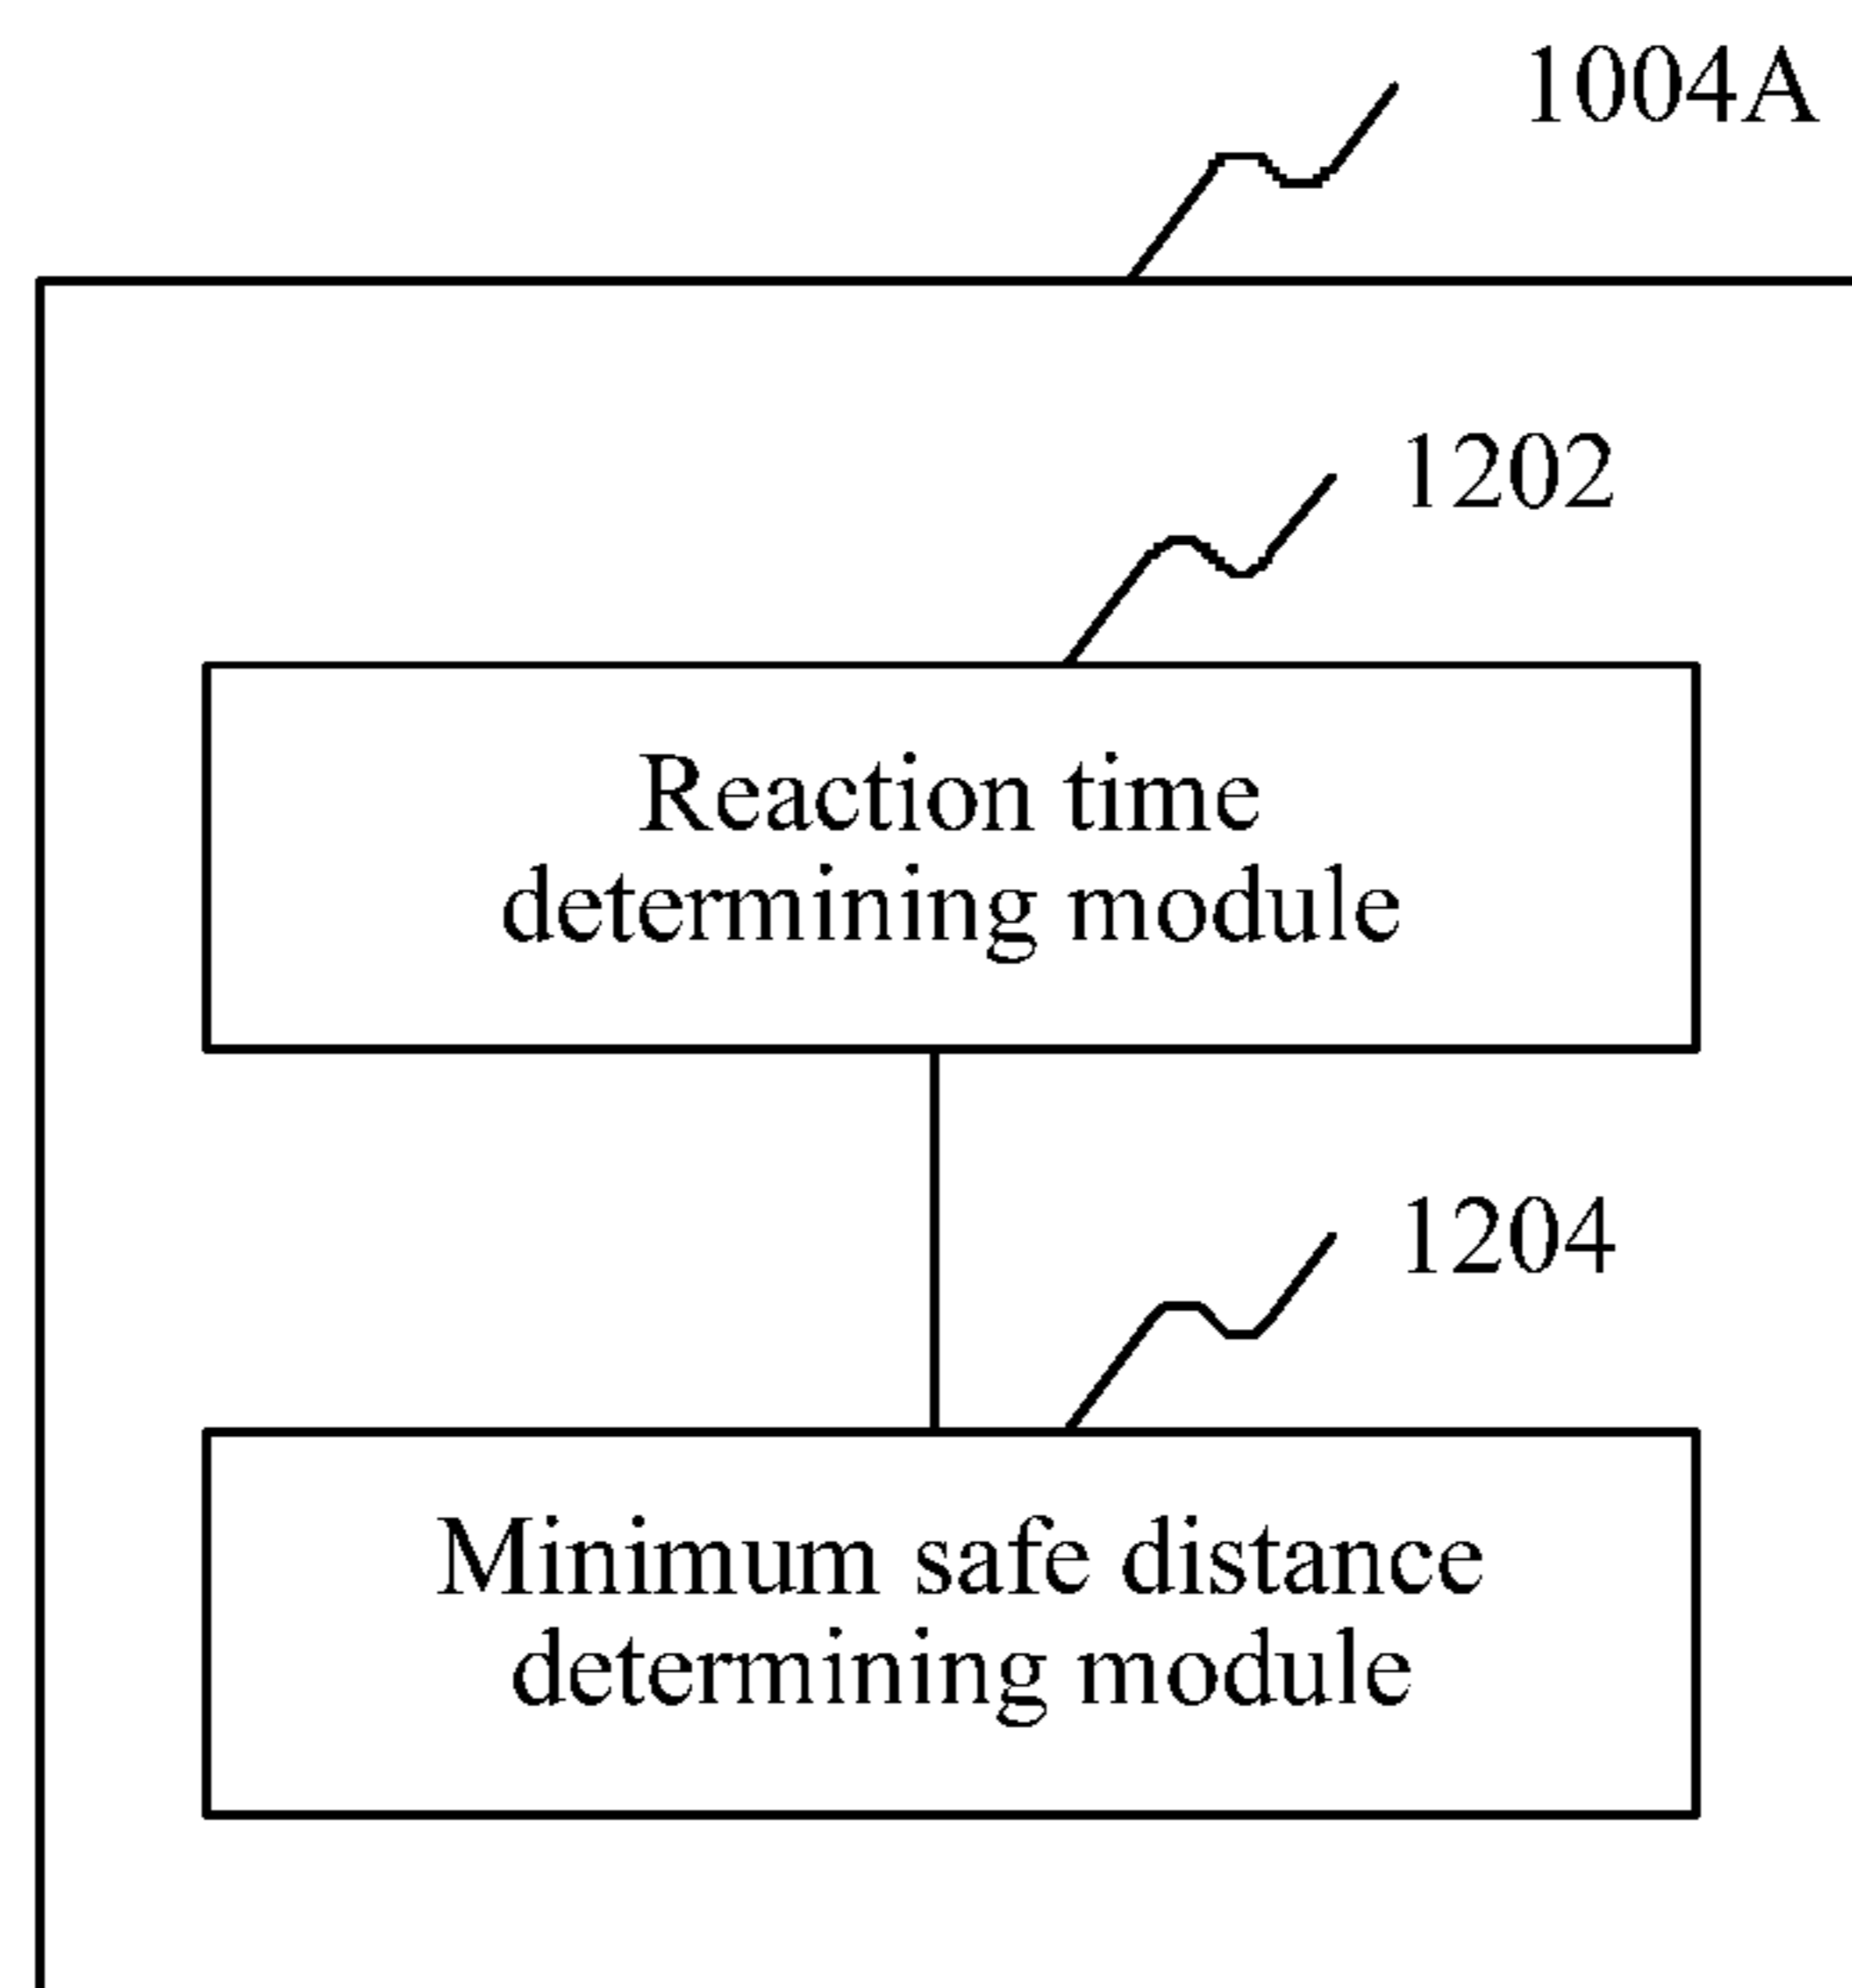 1004A
1202
Reaction time
determining module
1204
Minimum safe distance
determining module